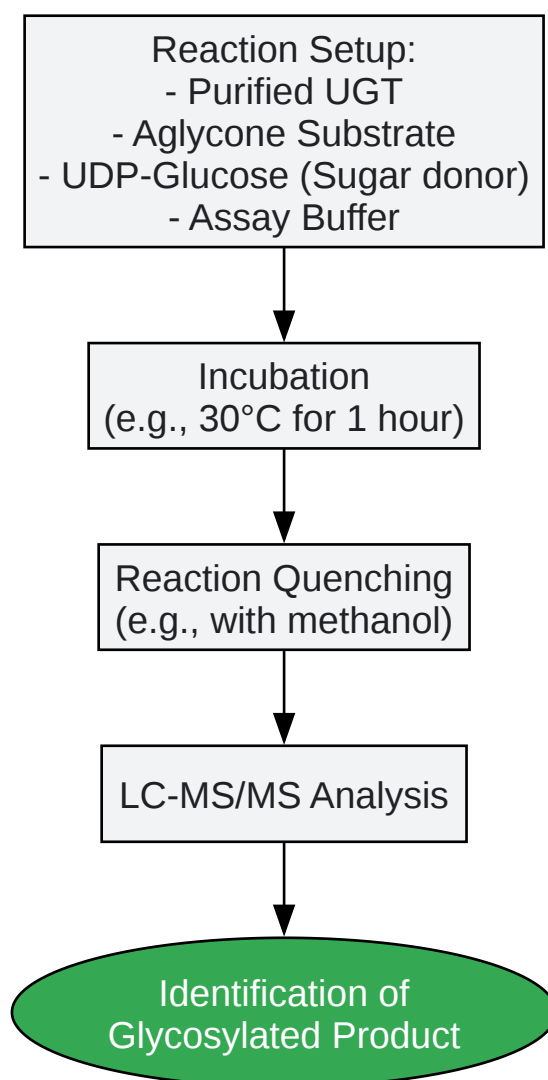 Reaction Setup:
- Purified UGT
- Aglycone Substrate
- UDP-Glucose (Sugar donor)
- Assay Buffer
Incubation
(e.g., 30°C for 1 hour)
Reaction Quenching
(e.g., with methanol)
LC-MS/MS Analysis
Identification of
Glycosylated Product